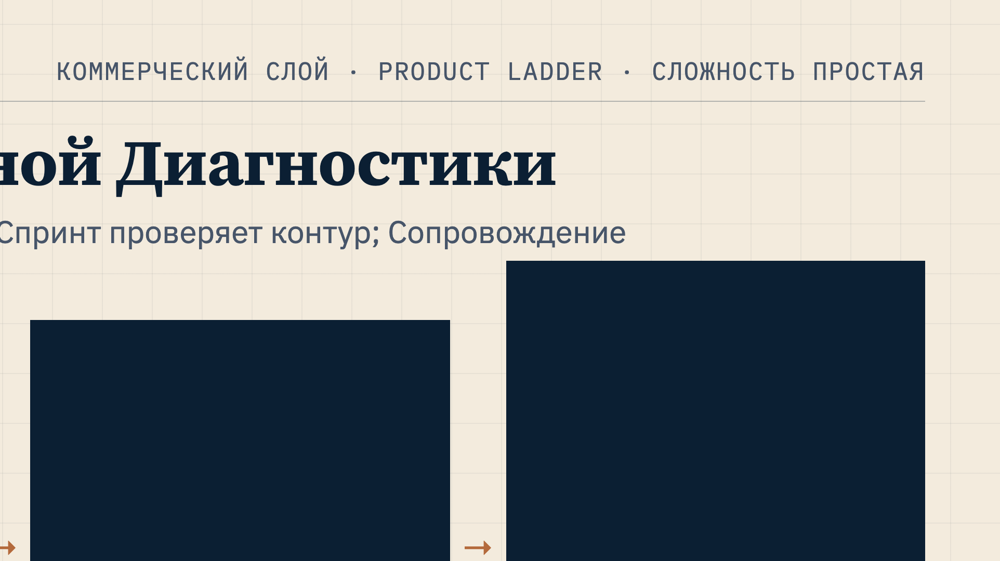 КОММЕРЧЕСКИЙ СЛОЙ · PRODUCT LADDER · СЛОЖНОСТЬ ПРОСТАЯ
ной Диагностики
Спринт проверяет контур; Сопровождение